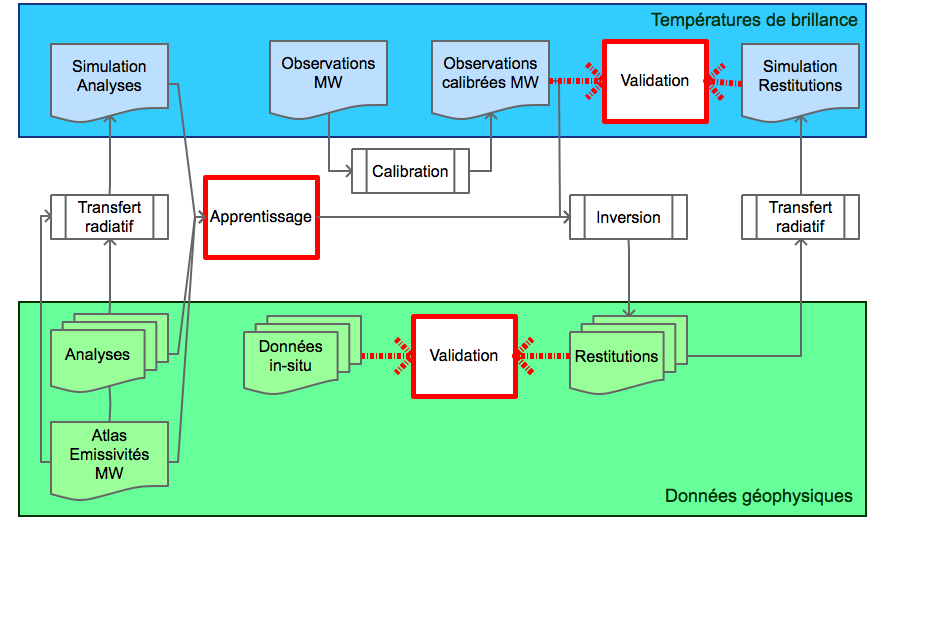 Températures de brillance
Simulation
Analyses
Observations
MW
Observations
calibrées MW
Validation
Simulation
Restitutions
Calibration
Transfert
radiatif
Apprentissage
Inversion
Transfert
radiatif
Analyses
Données
in-situ
Validation
Restitutions
Atlas
Emissivités
MW
Données géophysiques